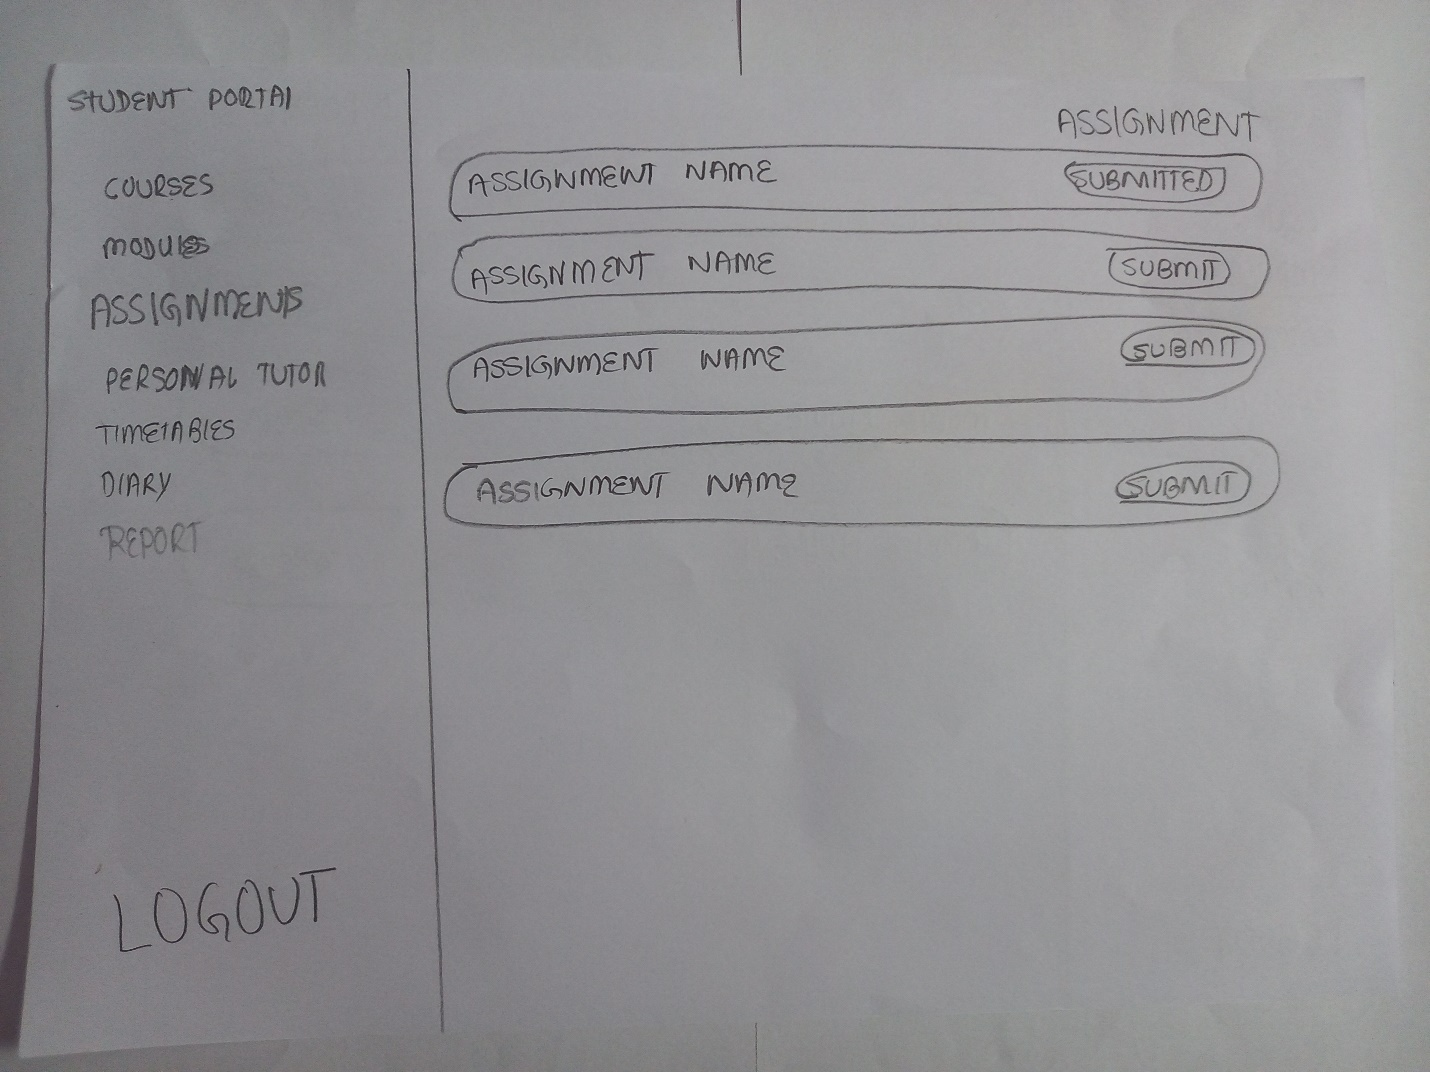 STUDENT PORTAl
COURSES
MODULES
ASSIGNMENTS
PERSONAL TUTOR
TIMETABLES
DIARY
REPORT
LOGOUT
ASSIGNMENT
ASSIGNMENT NAME SUBMITTED
ASSIGNMENT NAME SUBMIT
ASSIGNMENT NAME SUBMIT
ASSIGNMENT NAME SUBMIT